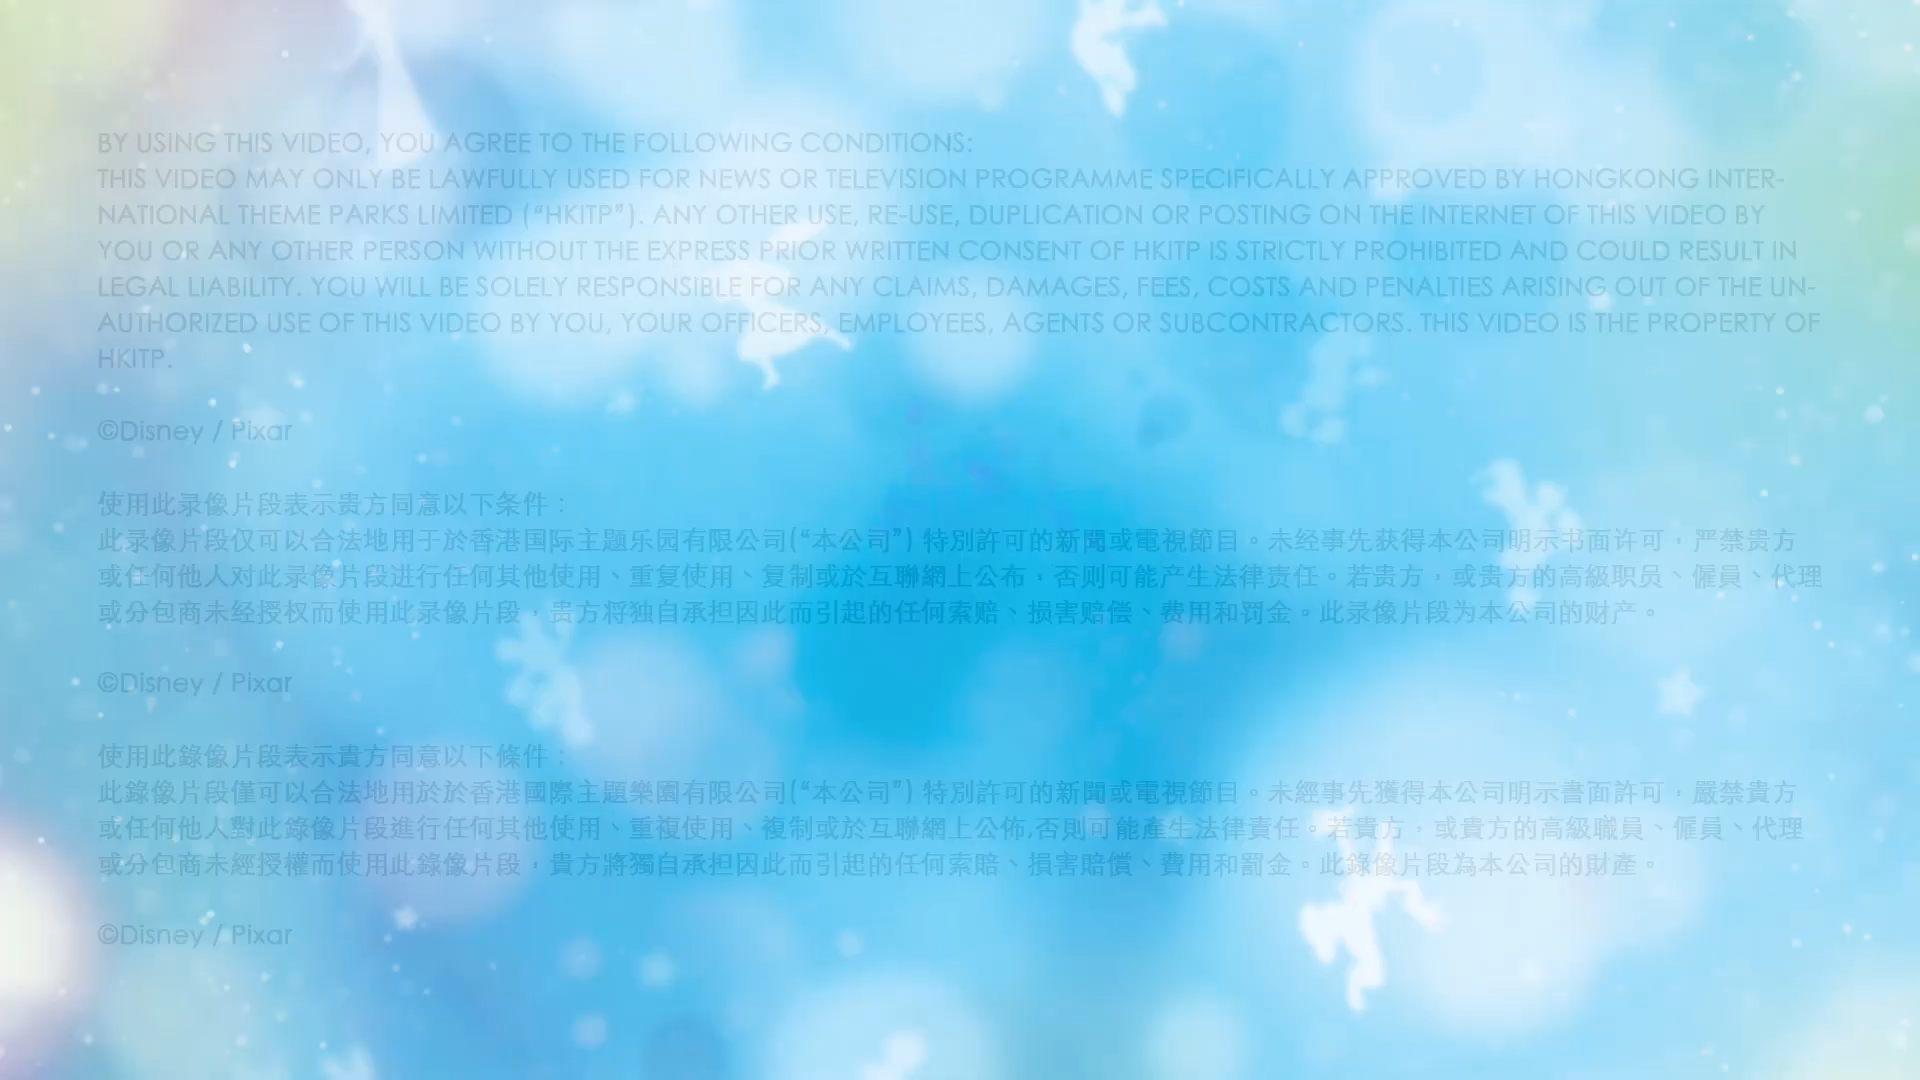 BY USING THIS VIDEO, YOU AGREE TO THE FOLLOWING CONDITIONS:
THIS VIDEO MAY ONLY BE LAWFULLY USED FOR NEWS OR TELEVISION PROGRAMME SPECIFICALLY APPROVED BY HONGKONG INTER-
NATIONAL THEME PARKS LIMITED (“HKITP”). ANY OTHER USE, RE-USE, DUPLICATION OR POSTING ON THE INTERNET OF THIS VIDEO BY
YOU OR ANY OTHER PERSON WITHOUT THE EXPRESS PRIOR WRITTEN CONSENT OF HKITP IS STRICTLY PROHIBITED AND COULD RESULT IN
LEGAL LIABILITY. YOU WILL BE SOLELY RESPONSIBLE FOR ANY CLAIMS, DAMAGES, FEES, COSTS AND PENALTIES ARISING OUT OF THE UN-
AUTHORIZED USE OF THIS VIDEO BY YOU, YOUR OFFICERS, EMPLOYEES, AGENTS OR SUBCONTRACTORS. THIS VIDEO IS THE PROPERTY OF
HKITP.
©Disney / Pixar
使用此录像片段表示贵方同意以下条件：
此录像片段仅可以合法地用于於香港国际主题乐园有限公司(“本公司”) 特別許可的新聞或電視節目。未经事先获得本公司明示书面许可，严禁贵方
或任何他人对此录像片段进行任何其他使用、重复使用、复制或於互聯網上公布，否则可能产生法律责任。若贵方，或贵方的高級职员、僱員、代理
或分包商未经授权而使用此录像片段，贵方将独自承担因此而引起的任何索赔、损害赔偿、费用和罚金。此录像片段为本公司的财产。
©Disney / Pixar
使用此錄像片段表示貴方同意以下條件：
此錄像片段僅可以合法地用於於香港國際主題樂園有限公司(“本公司”) 特別許可的新聞或電視節目。未經事先獲得本公司明示書面許可，嚴禁貴方
或任何他人對此錄像片段進行任何其他使用、重複使用、複制或於互聯網上公佈,否則可能產生法律責任。若貴方，或貴方的高級職員、僱員、代理
或分包商未經授權而使用此錄像片段，貴方將獨自承担因此而引起的任何索賠、損害賠償、費用和罰金。此錄像片段為本公司的財產。
©Disney / Pixar